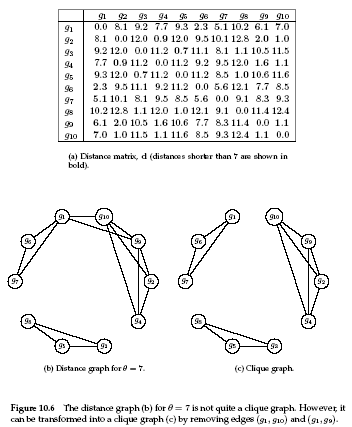 g1 g2 g3 g4 g5 g6 g7 g8 g9 g10
g1 0.0 8.1 9.2 7.7 9.3 2.3 5.1 10.2 6.1 7.0
g2 8.1 0.0 12.0 0.9 12.0 9.5 10.1 12.8 2.0 1.0
g3 9.2 12.0 0.0 11.2 0.7 11.1 8.1 1.1 10.5 11.5
g4 7.7 0.9 11.2 0.0 11.2 9.2 9.5 12.0 1.6 1.1
g5 9.3 12.0 0.7 11.2 0.0 11.2 8.5 1.0 10.6 11.6
g6 2.3 9.5 11.1 9.2 11.2 0.0 5.6 12.1 7.7 8.5
g7 5.1 10.1 8.1 9.5 8.5 5.6 0.0 9.1 8.3 9.3
g8 10.2 12.8 1.1 12.0 1.0 12.1 9.1 0.0 11.4 12.4
g9 6.1 2.0 10.5 1.6 10.6 7.7 8.3 11.4 0.0 1.1
g10 7.0 1.0 11.5 1.1 11.6 8.5 9.3 12.4 1.1 0.0
(a) Distance matrix, d (distances shorter than 7 are shown in
bold).
g1 g10
g6 g9
g7 g2
g4
g5
g1 g10
g6 g9
g7 g2
g4
g5
(b) Distance graph for θ = 7.
(c) Clique graph.
Figure 10.6 The distance graph (b) for θ = 7 is not quite a clique graph. However, it
can be transformed into a clique graph (c) by removing edges (g1, g10) and (g1, g9).